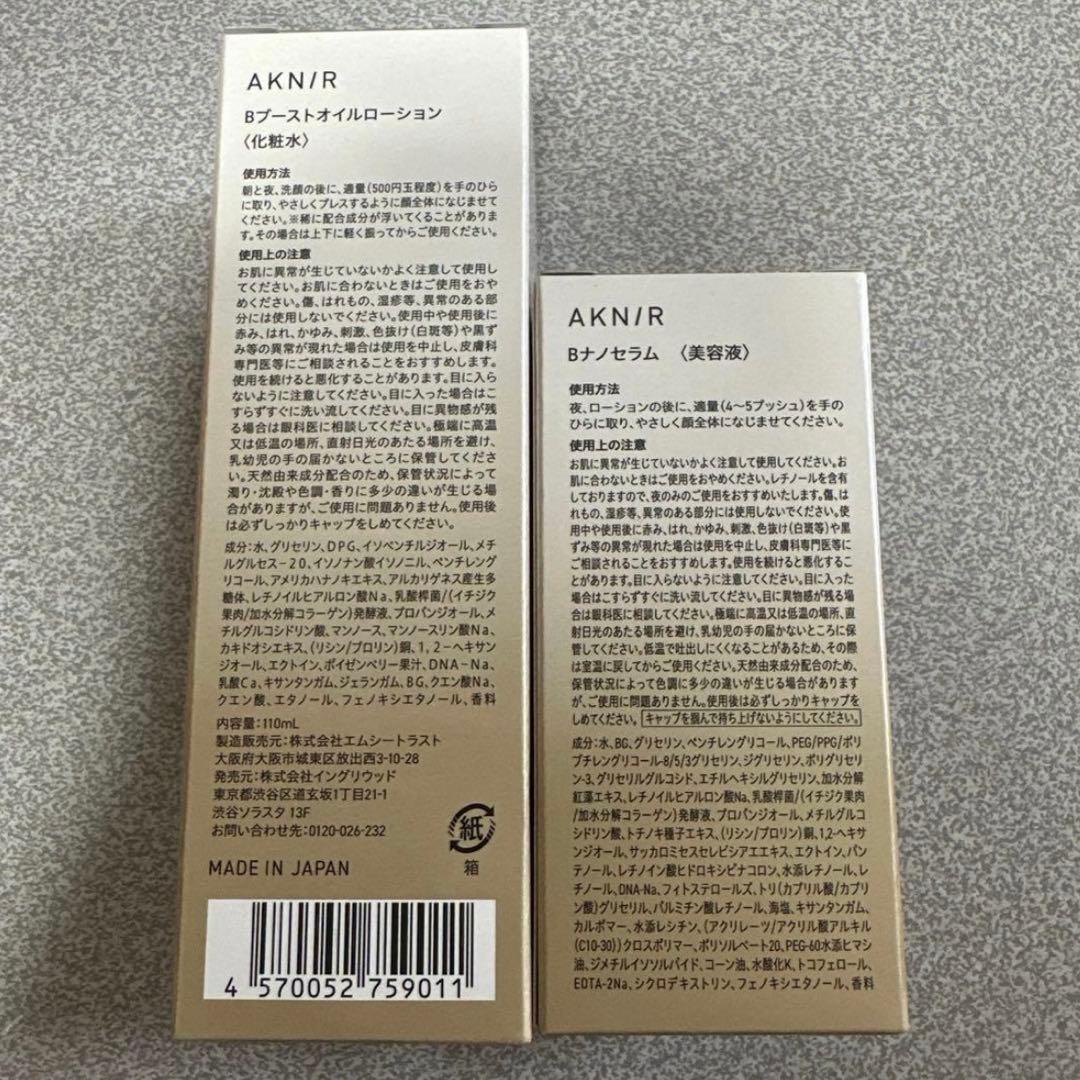 AKN/R
Bブーストオイルローション
〈化粧水〉
使用方法
朝と夜、洗顔の後に、適量(500円玉程度)を手のひら
に取り、やさしくプレスするように顔全体になじませて
ください。※稀に配合成分が浮いてくることがありま
す。その場合は上下に軽く振ってからご使用ください。
使用上の注意
お肌に異常が生じていないかよく注意して使用し
てください。お肌に合わないときはご使用をおや
めください。傷、はれもの、湿疹等、異常のある部
分には使用しないでください。使用中や使用後に
赤み、はれ、かゆみ、刺激、色抜け(白斑等)や黒ず
み等の異常が現れた場合は使用を中止し、皮膚科
専門医等にご相談されることをおすすめします。
使用を続けると悪化することがあります。目に入ら
ないように注意してください。目に入った場合はこ
すらずすぐに洗い流してください。目に異物感が残
る場合は眼科医に相談してください。極端に高温
又は低温の場所、直射日光のあたる場所を避け、
乳幼児の手の届かないところに保管してくださ
い。天然由来成分配合のため、保管状況によって
濁り・沈殿や色調・香りに多少の違いが生じる場合
がありますが、ご使用に問題ありません。使用後
は必ずしっかりキャップをしめてください。
成分:水、グリセリン、DPG、イソペンチルジオール、メチ
ルグルセス-20、イソノナン酸イソノニル、ペンチレング
リコール、アメリカハナノキエキス、アルカリゲネス産生多
糖体、レチノイルヒアルロン酸Na、乳酸桿菌/(イチジク
果肉/加水分解コラーゲン)発酵液、プロパンジオール、メ
チルグルコシドリン酸、マンノース、マンノースリン酸Na、
カキドオシエキス、(リシン/プロリン)銅、1,2-ヘキサン
ジオール、エクトイン、ボイゼンベリー果汁、DNA-Na、
乳酸Ca、キサンタンガム、ジェランガム、BG、クエン酸Na、
クエン酸、エタノール、フェノキシエタノール、香料
内容量:110mL
製造販売元:株式会社エムシートラスト
大阪府大阪市城東区放出西3-10-28
発売元:株式会社イングリウッド
東京都渋谷区道玄坂1丁目21-1
渋谷ソラスタ 13F
お問い合わせ先:0120-026-232
紙
箱
MADE IN JAPAN
4 570052 759011
AKN/R
Bナノセラム 〈美容液〉
使用方法
夜、ローションの後に、適量(4〜5プッシュ)を手の
ひらに取り、やさしく顔全体になじませてください。
使用上の注意
お肌に異常が生じていないかよく注意して使用してください。お
肌に合わないときはご使用をおやめください。レチノールを含有
しておりますので、夜のみのご使用をおすすめいたします。傷、は
れもの、湿疹等、異常のある部分には使用しないでください。使
用中や使用後に赤み、はれ、かゆみ、刺激、色抜け(白斑等)や黒
ずみ等の異常が現れた場合は使用を中止し、皮膚科専門医等に
ご相談されることをおすすめします。使用を続けると悪化するこ
とがあります。目に入らないように注意してください。目に入った
場合はこすらずすぐに洗い流してください。目に異物感が残る場
合は眼科医に相談してください。極端に高温又は低温の場所、直
射日光のあたる場所を避け、乳幼児の手の届かないところに保
管してください。低温で吐出しにくくなることがあるため、その際
は室温に戻してからご使用ください。天然由来成分配合のため、
保管状況によって色調に多少の違いが生じる場合があります
が、ご使用に問題ありません。使用後は必ずしっかりキャップを
しめてください。キャップを掴んで持ち上げないようにしてください。
成分:水、BG、グリセリン、ペンチレングリコール、PEG/PPG/ポリ
ブチレングリコール-8/5/3グリセリン、ジグリセリン、ポリグリセリ
ン-3、グリセリルグルコシド、エチルヘキシルグリセリン、加水分解
紅藻エキス、レチノイルヒアルロン酸Na、乳酸桿菌/(イチジク果肉
/加水分解コラーゲン)発酵液、プロパンジオール、メチルグルコ
シドリン酸、トチノキ種子エキス、(リシン/プロリン)銅、1,2-ヘキサ
ンジオール、サッカロミセスセレビシアエエキス、エクトイン、パン
テノール、レチノイン酸ヒドロキシピナコロン、水添レチノール、レ
チノール、DNA-Na、フィトステロールズ、トリ(カプリル酸/カプリ
ン酸)グリセリル、パルミチン酸レチノール、海塩、キサンタンガム、
カルボマー、水添レシチン、(アクリレーツ/アクリル酸アルキル
(C10-30))クロスポリマー、ポリソルベート20、PEG-60水添ヒマシ
油、ジメチルイソソルバイド、コーン油、水酸化K、トコフェロール、
EDTA-2Na、シクロデキストリン、フェノキシエタノール、香料